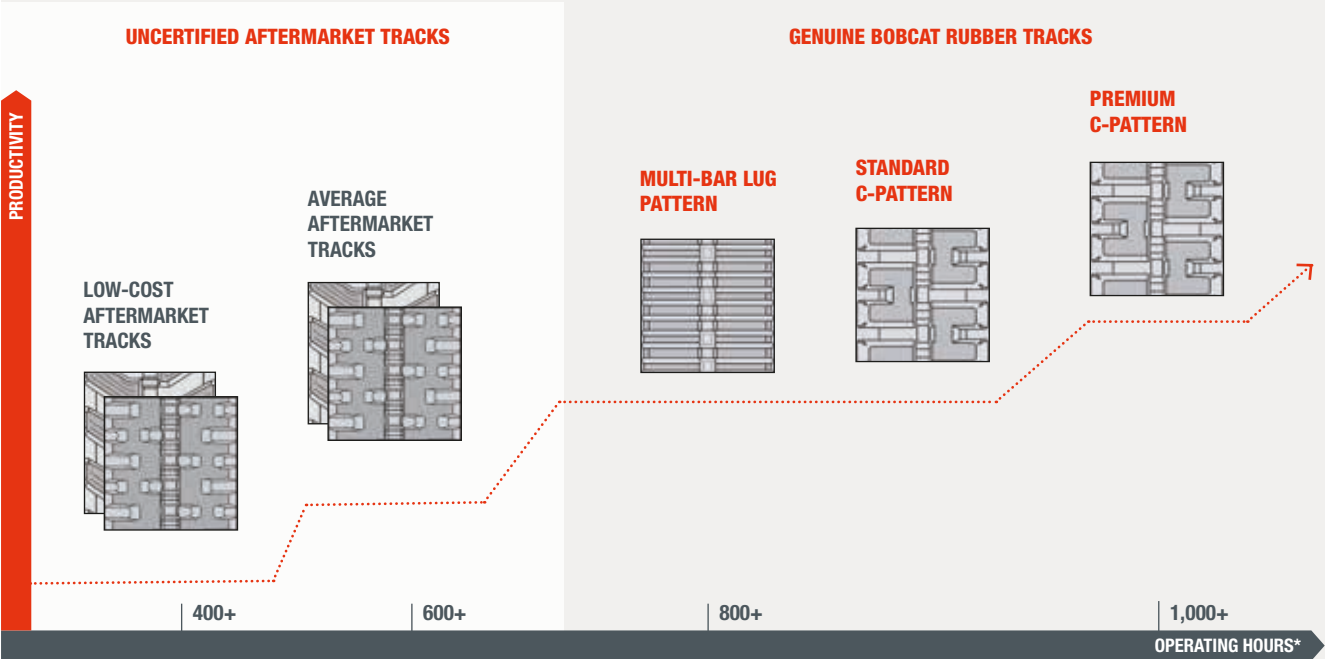 UNCERTIFIED AFTERMARKET TRACKS
GENUINE BOBCAT RUBBER TRACKS
PRODUCTIVITY
LOW-COST
AFTERMARKET
TRACKS
AVERAGE
AFTERMARKET
TRACKS
MULTI-BAR LUG
PATTERN
STANDARD
C-PATTERN
PREMIUM
C-PATTERN
400+
600+
800+
1,000+
OPERATING HOURS*